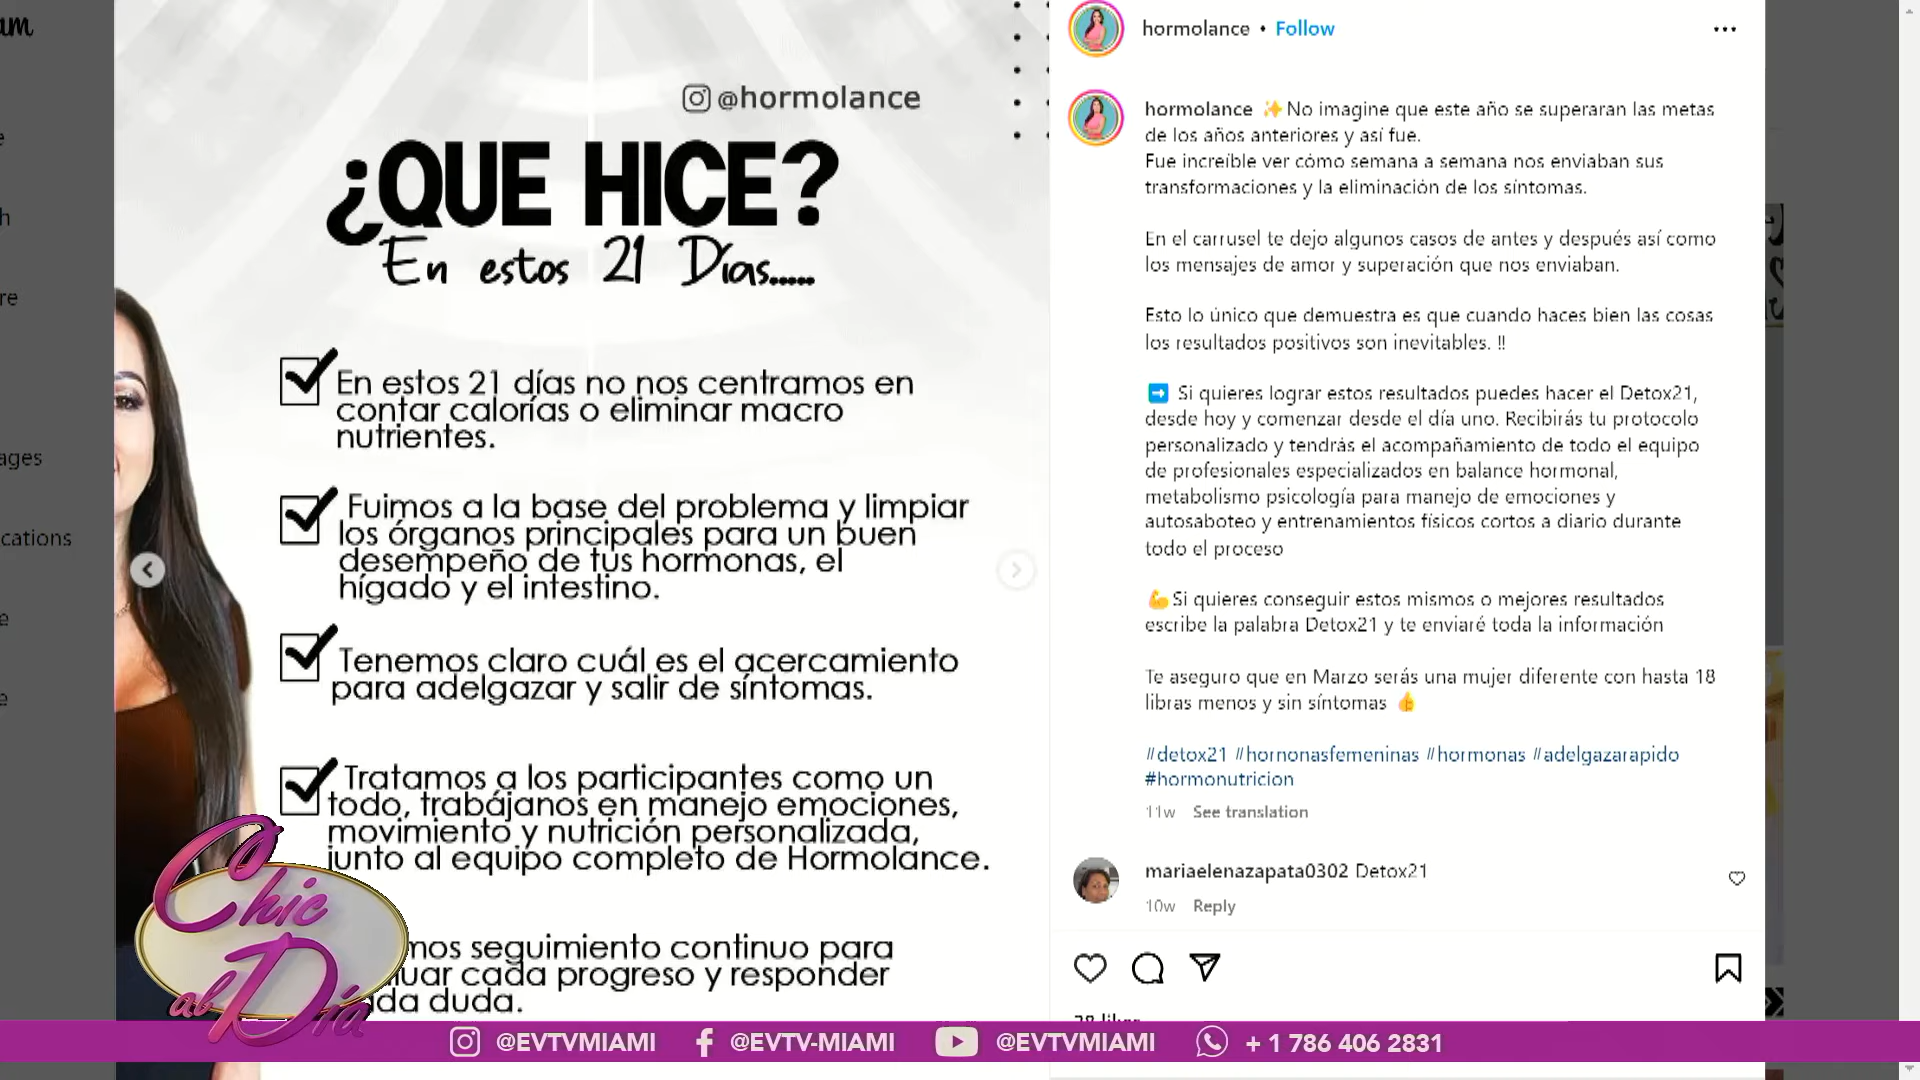 @hormolance
¿QUE HICE?
En estos 21 Días.....
En estos 21 días no nos centramos en
contar calorías o eliminar macro
nutrientes.
Fuimos a la base del problema y limpiar
los órganos principales para un buen
desempeño de tus hormonas, el
hígado y el intestino.
Tenemos claro cuál es el acercamiento
para adelgazar y salir de síntomas.
Tratamos a los participantes como un
todo, trabájanos en manejo emociones,
movimiento y nutrición personalizada,
junto al equipo completo de Hormolance.
mos seguimiento continuo para
uar cada progreso y responder
da duda.
hormolance • Follow
hormolance ✨No imagine que este año se superaran las metas
de los años anteriores y así fue.
Fue increíble ver cómo semana a semana nos enviaban sus
transformaciones y la eliminación de los síntomas.
En el carrusel te dejo algunos casos de antes y después así como
los mensajes de amor y superación que nos enviaban.
Esto lo único que demuestra es que cuando haces bien las cosas
los resultados positivos son inevitables. !!
➡️ Si quieres lograr estos resultados puedes hacer el Detox21,
desde hoy y comenzar desde el día uno. Recibirás tu protocolo
personalizado y tendrás el acompañamiento de todo el equipo
de profesionales especializados en balance hormonal,
metabolismo psicología para manejo de emociones y
autosaboteo y entrenamientos físicos cortos a diario durante
todo el proceso
💪Si quieres conseguir estos mismos o mejores resultados
escribe la palabra Detox21 y te enviaré toda la información
Te aseguro que en Marzo serás una mujer diferente con hasta 18
libras menos y sin síntomas 👍
#detox21 #hornonasfemeninas #hormonas #adelgazarapido
#hormonutricion
11w See translation
mariaelenazapata0302 Detox21
10w Reply
Chic
al Día
@EVTVMIAMI @EVTV-MIAMI @EVTVMIAMI + 1 786 406 2831